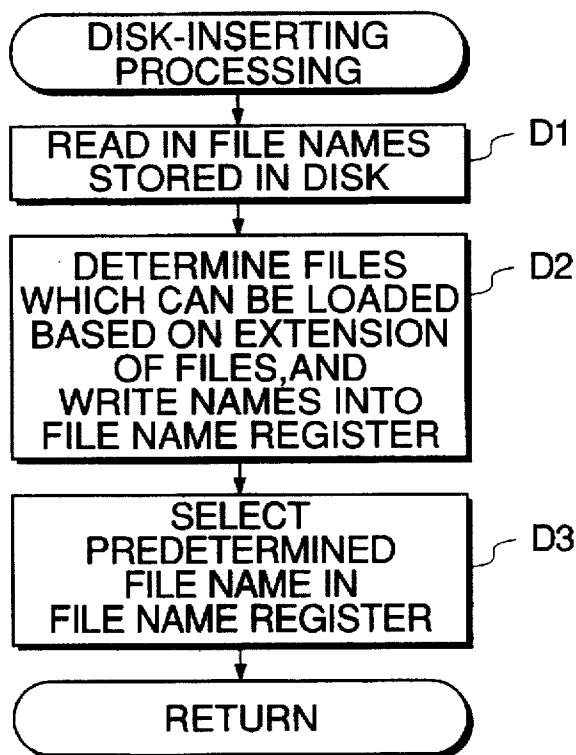 DISK-INSERTING
PROCESSING
READ IN FILE NAMES
STORED IN DISK
D1
DETERMINE FILES
WHICH CAN BE LOADED
BASED ON EXTENSION
OF FILES,AND
WRITE NAMES INTO
FILE NAME REGISTER
D2
SELECT
PREDETERMINED
FILE NAME IN
FILE NAME REGISTER
D3
RETURN